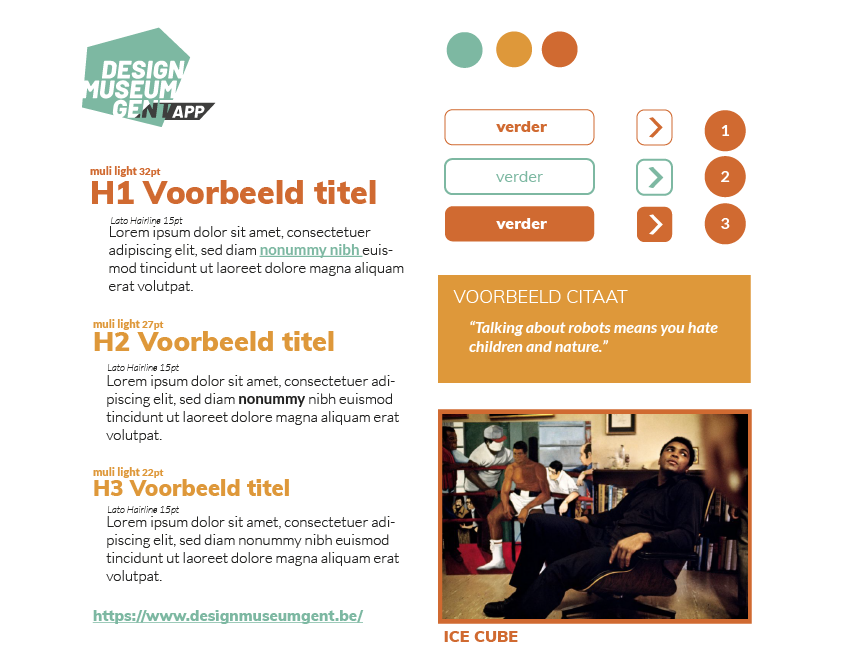 DESIGN
MUSEUM
GENT APP
muli light 32pt
H1 Voorbeeld titel
Lato Hairline 15pt
Lorem ipsum dolor sit amet, consectetuer
adipiscing elit, sed diam nonummy nibh euis-
mod tincidunt ut laoreet dolore magna aliquam
erat volutpat.
muli light 27pt
H2 Voorbeeld titel
Lato Hairline 15pt
Lorem ipsum dolor sit amet, consectetuer adi-
piscing elit, sed diam nonummy nibh euismod
tincidunt ut laoreet dolore magna aliquam erat
volutpat.
muli light 22pt
H3 Voorbeeld titel
Lato Hairline 15pt
Lorem ipsum dolor sit amet, consectetuer adi-
piscing elit, sed diam nonummy nibh euismod
tincidunt ut laoreet dolore magna aliquam erat
volutpat.
https://www.designmuseumgent.be/
verder
1
verder
2
verder
3
VOORBEELD CITAAT
“Talking about robots means you hate
children and nature.”
ICE CUBE